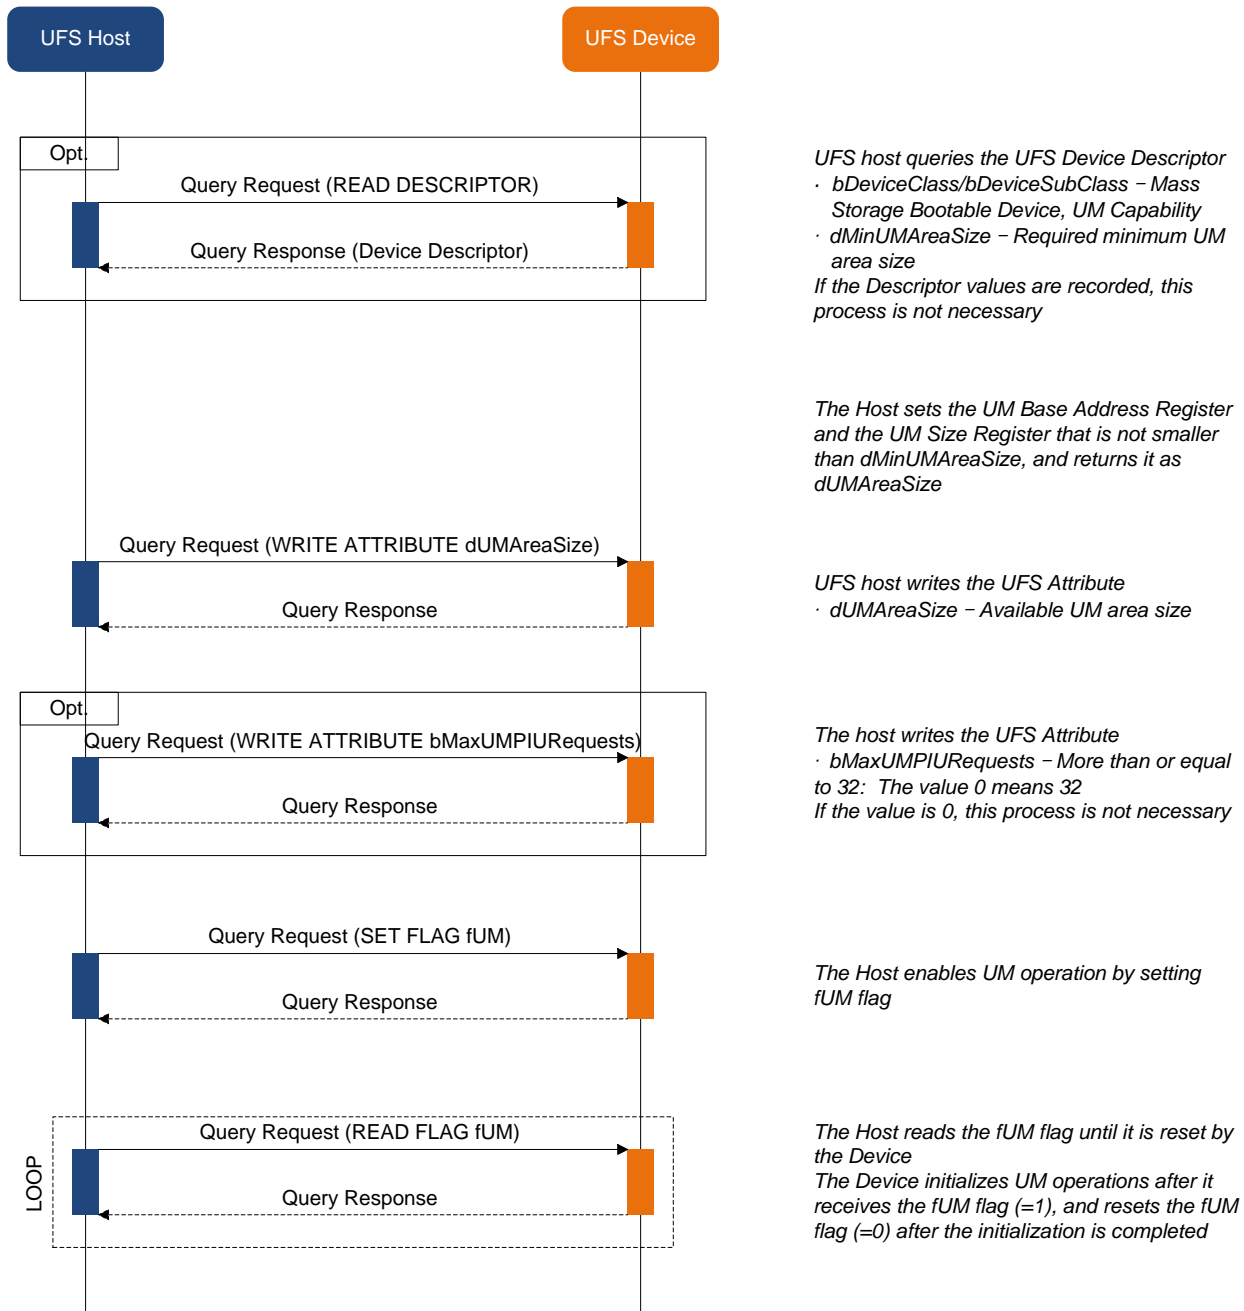 UFS Host
UFS Device
Opt.
Query Request (READ DESCRIPTOR)
Query Response (Device Descriptor)
UFS host queries the UFS Device Descriptor
· bDeviceClass/bDeviceSubClass – Mass
Storage Bootable Device, UM Capability
· dMinUMAreaSize – Required minimum UM
area size
If the Descriptor values are recorded, this
process is not necessary
The Host sets the UM Base Address Register
and the UM Size Register that is not smaller
than dMinUMAreaSize, and returns it as
dUMAreaSize
Query Request (WRITE ATTRIBUTE dUMAreaSize)
Query Response
UFS host writes the UFS Attribute
· dUMAreaSize – Available UM area size
Opt.
Query Request (WRITE ATTRIBUTE bMaxUMPIURequests)
Query Response
The host writes the UFS Attribute
· bMaxUMPIURequests – More than or equal
to 32: The value 0 means 32
If the value is 0, this process is not necessary
Query Request (SET FLAG fUM)
Query Response
The Host enables UM operation by setting
fUM flag
LOOP
Query Request (READ FLAG fUM)
Query Response
The Host reads the fUM flag until it is reset by
the Device
The Device initializes UM operations after it
receives the fUM flag (=1), and resets the fUM
flag (=0) after the initialization is completed